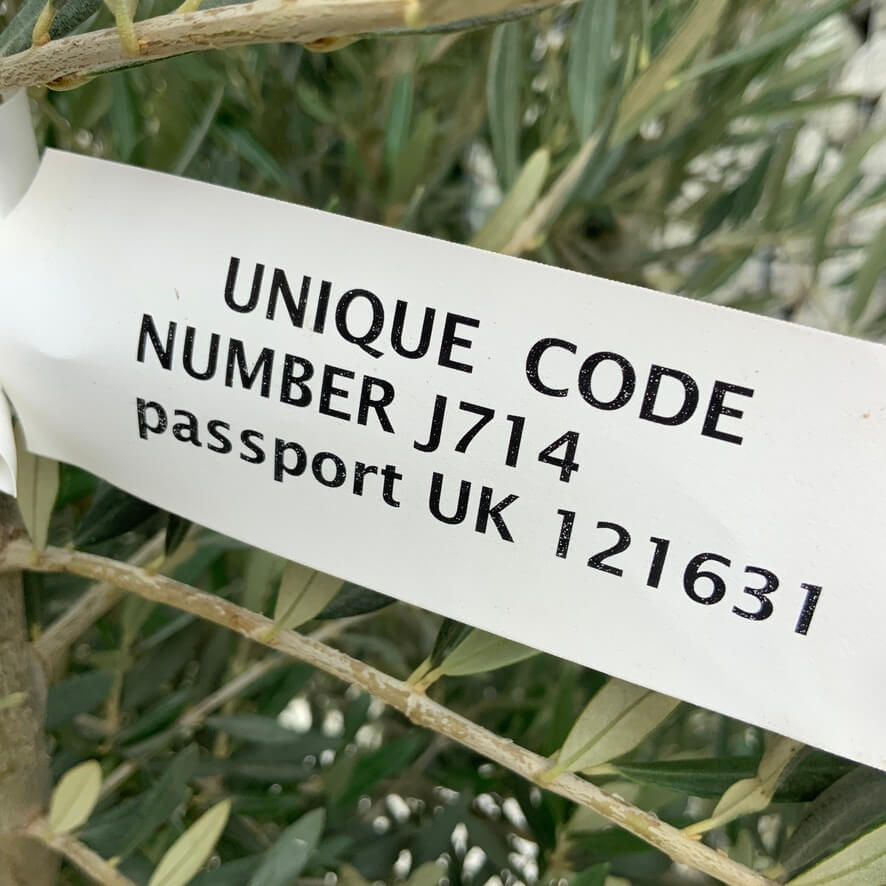 UNIQUE CODE
NUMBER J714
passport UK 121631